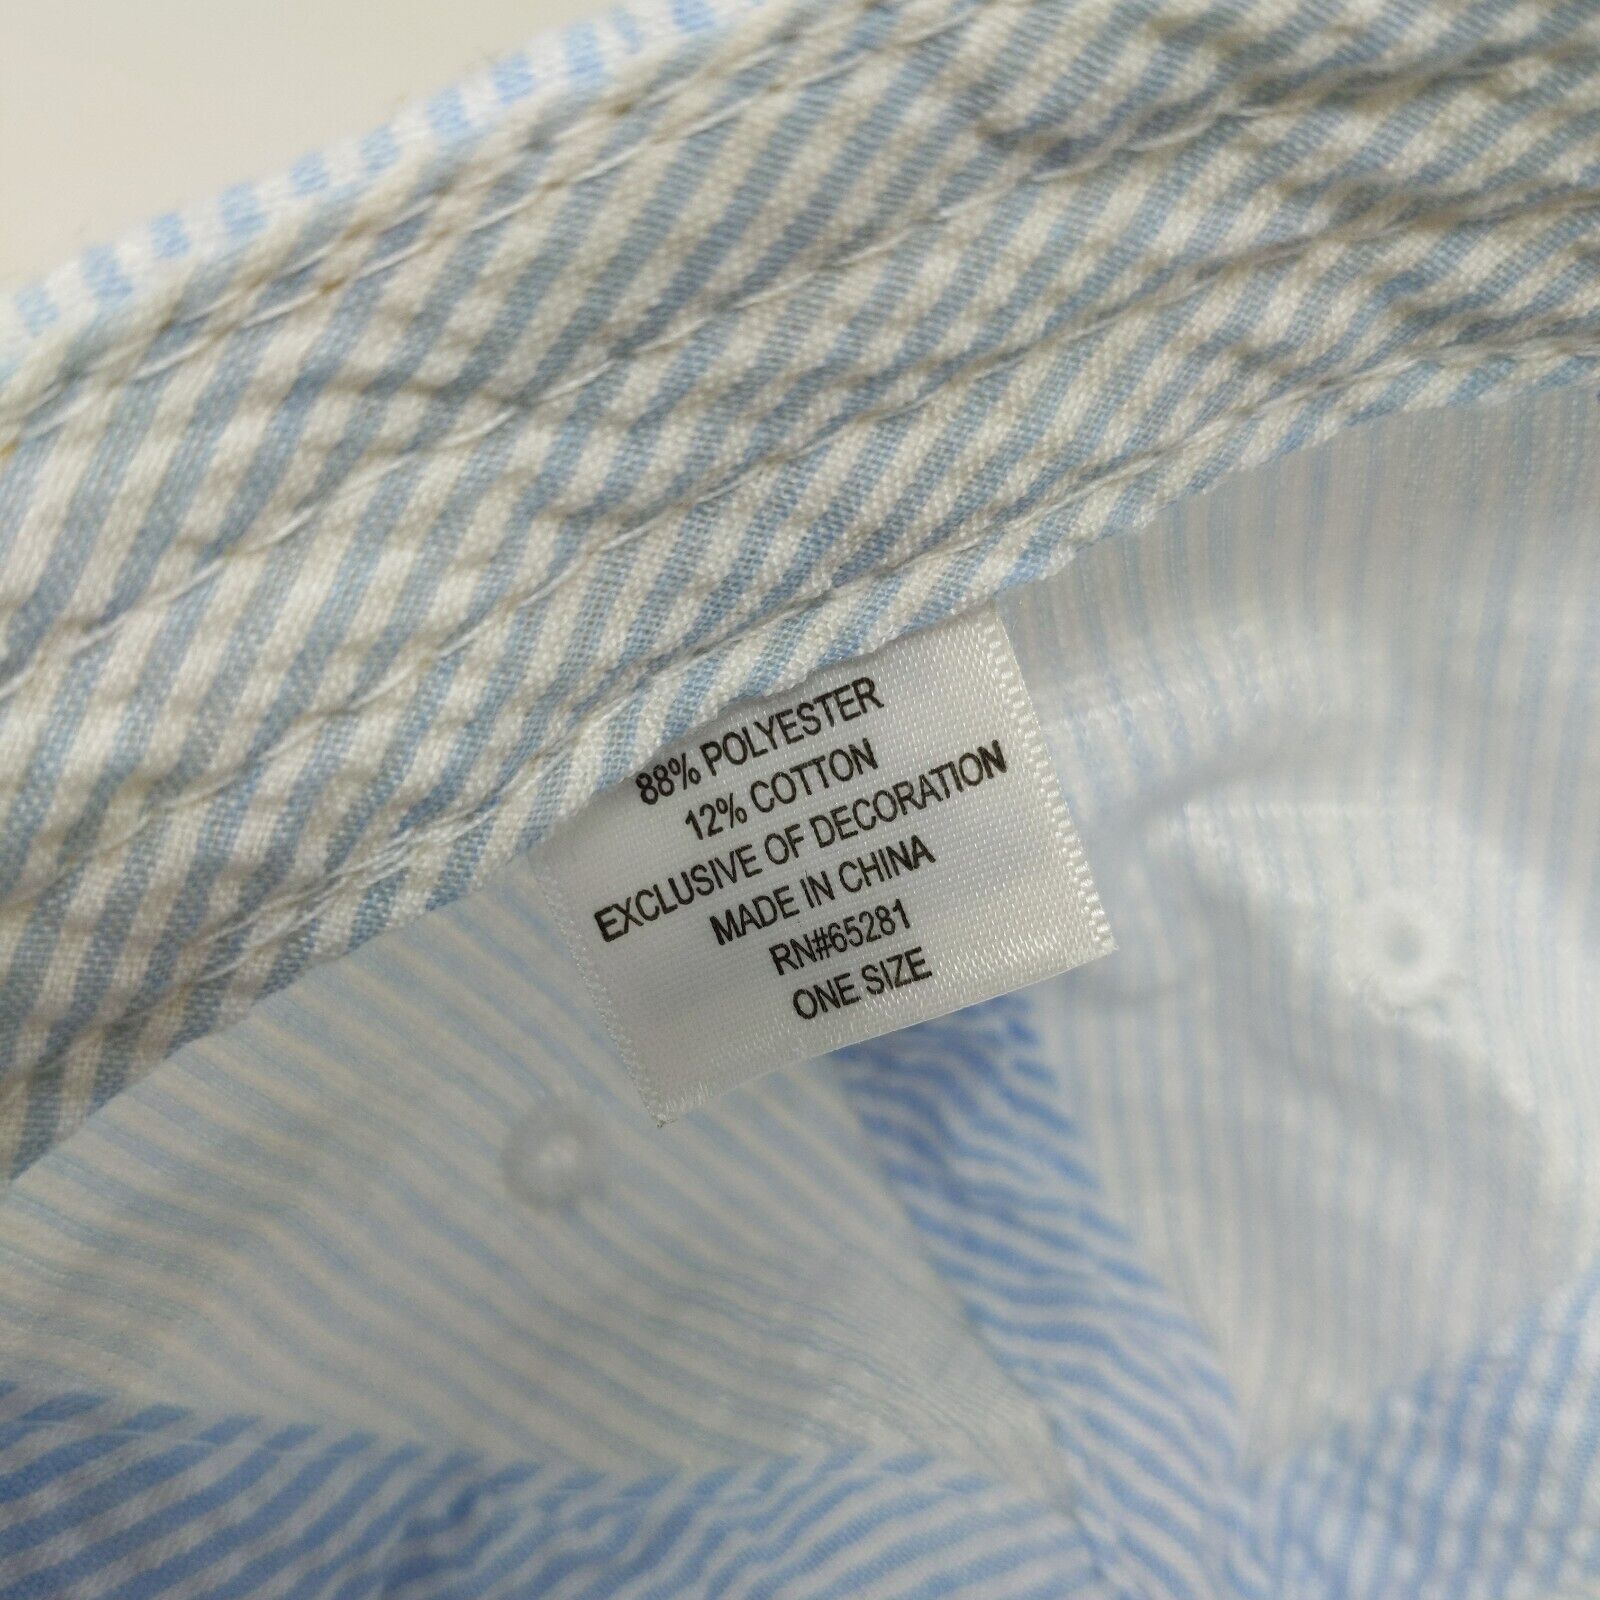 88% POLYESTER
12% COTTON
EXCLUSIVE OF DECORATION
MADE IN CHINA
RN#65281
ONE SIZE